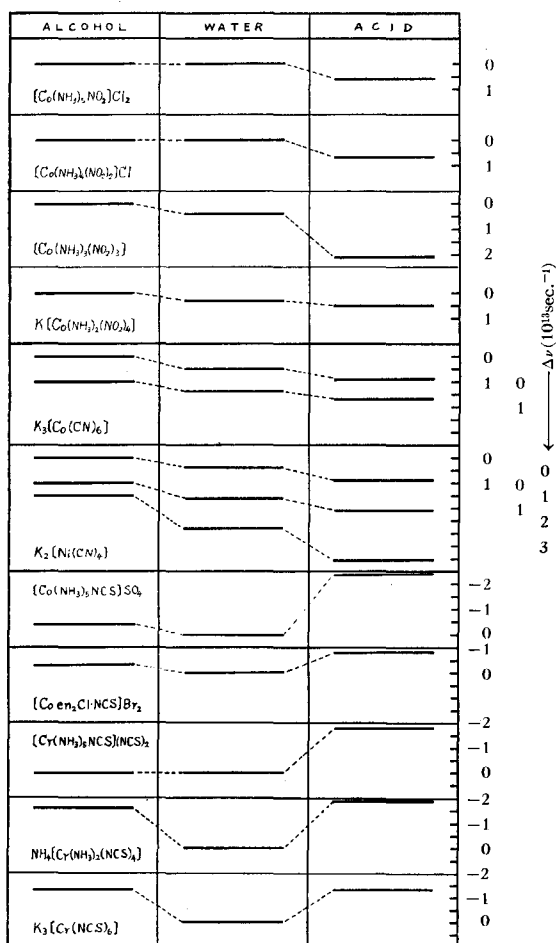 ALCOHOL WATER ACID
0
[Co(NH3)5NO2]Cl2 1
0
[Co(NH3)4(NO2)2]Cl 1
0
1
[Co(NH3)3(NO2)3] 2
0
K[Co(NH3)2(NO2)4] 1
0
1 0
1
K3[Co(CN)6]
0
1 0
1
0
1
2
3
K2[Ni(CN)4]
Δν(10¹³sec.⁻¹)
[Co(NH3)5NCS]SO4 -2
-1
0
-1
0
[Co en2Cl·NCS]Br2
-2
[Cr(NH3)5NCS](NCS)2
-1
0
-2
-1
NH4[Cr(NH3)2(NCS)4] 0
-2
-1
K3[Cr(NCS)6] 0